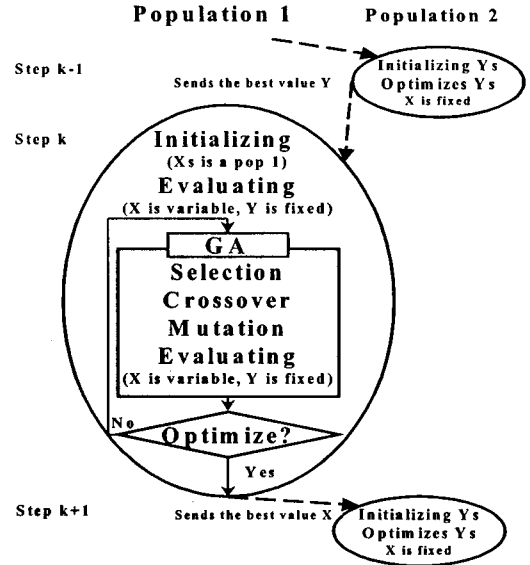 Population 1
Population 2
Step k-1
Initializing Ys
Optimizes Ys
X is fixed
Sends the best value Y
Step k
Initializing
(Xs is a pop 1)
Evaluating
(X is variable, Y is fixed)
GA
Selection
Crossover
Mutation
Evaluating
(X is variable, Y is fixed)
No
Optimize?
Yes
Step k+1
Sends the best value X
Initializing Ys
Optimizes Ys
X is fixed